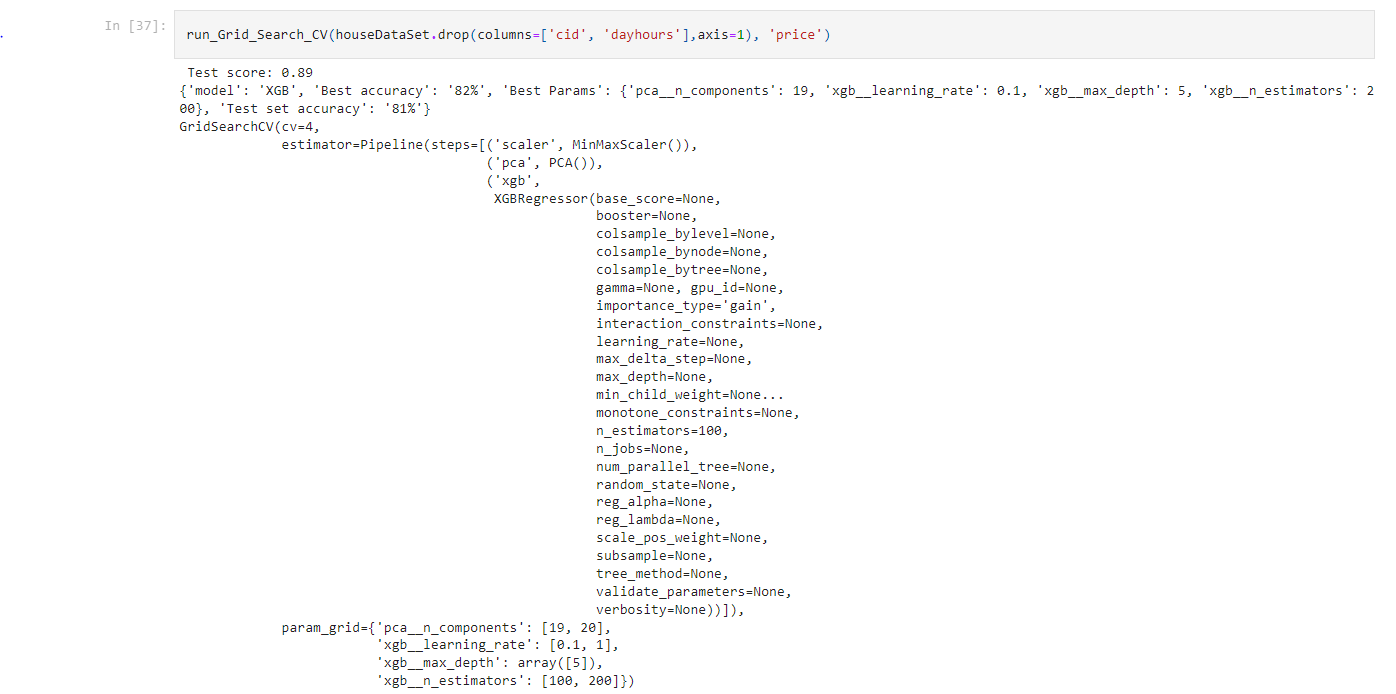 In [37]:
run_Grid_Search_CV(houseDataSet.drop(columns=['cid', 'dayhours'],axis=1), 'price')
Test score: 0.89
{'model': 'XGB', 'Best accuracy': '82%', 'Best Params': {'pca__n_components': 19, 'xgb__learning_rate': 0.1, 'xgb__max_depth': 5, 'xgb__n_estimators': 2
00}, 'Test set accuracy': '81%'}
GridSearchCV(cv=4,
estimator=Pipeline(steps=[('scaler', MinMaxScaler()),
('pca', PCA()),
('xgb',
XGBRegressor(base_score=None,
booster=None,
colsample_bylevel=None,
colsample_bynode=None,
colsample_bytree=None,
gamma=None, gpu_id=None,
importance_type='gain',
interaction_constraints=None,
learning_rate=None,
max_delta_step=None,
max_depth=None,
min_child_weight=None...
monotone_constraints=None,
n_estimators=100,
n_jobs=None,
num_parallel_tree=None,
random_state=None,
reg_alpha=None,
reg_lambda=None,
scale_pos_weight=None,
subsample=None,
tree_method=None,
validate_parameters=None,
verbosity=None))]),
param_grid={'pca__n_components': [19, 20],
'xgb__learning_rate': [0.1, 1],
'xgb__max_depth': array([5]),
'xgb__n_estimators': [100, 200]})